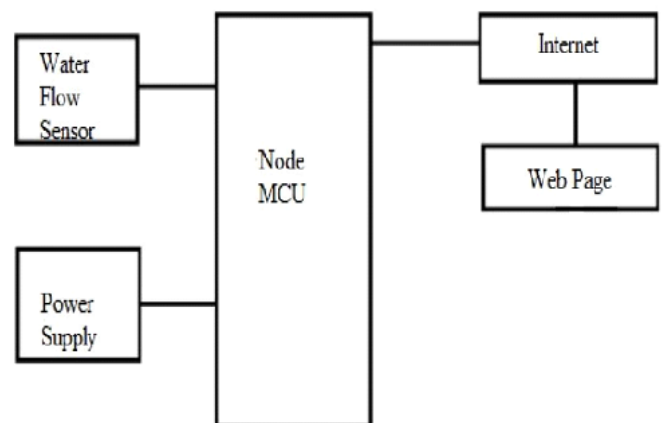 Water
Flow
Sensor
Node
MCU
Internet
Web Page
Power
Supply